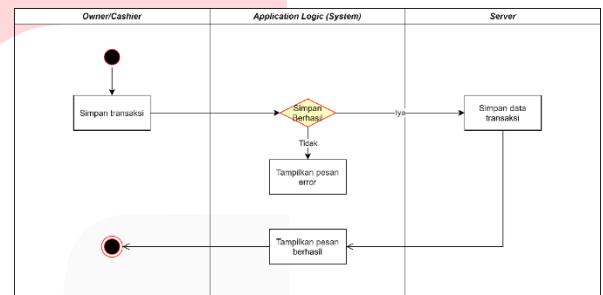 Owner/Cashier
Application Logic (System)
Server
Simpan transaksi
Simpan
Berhasil
Iya
Simpan data
transaksi
Tidak
Tampilkan pesan
error
Tampilkan pesan
berhasil